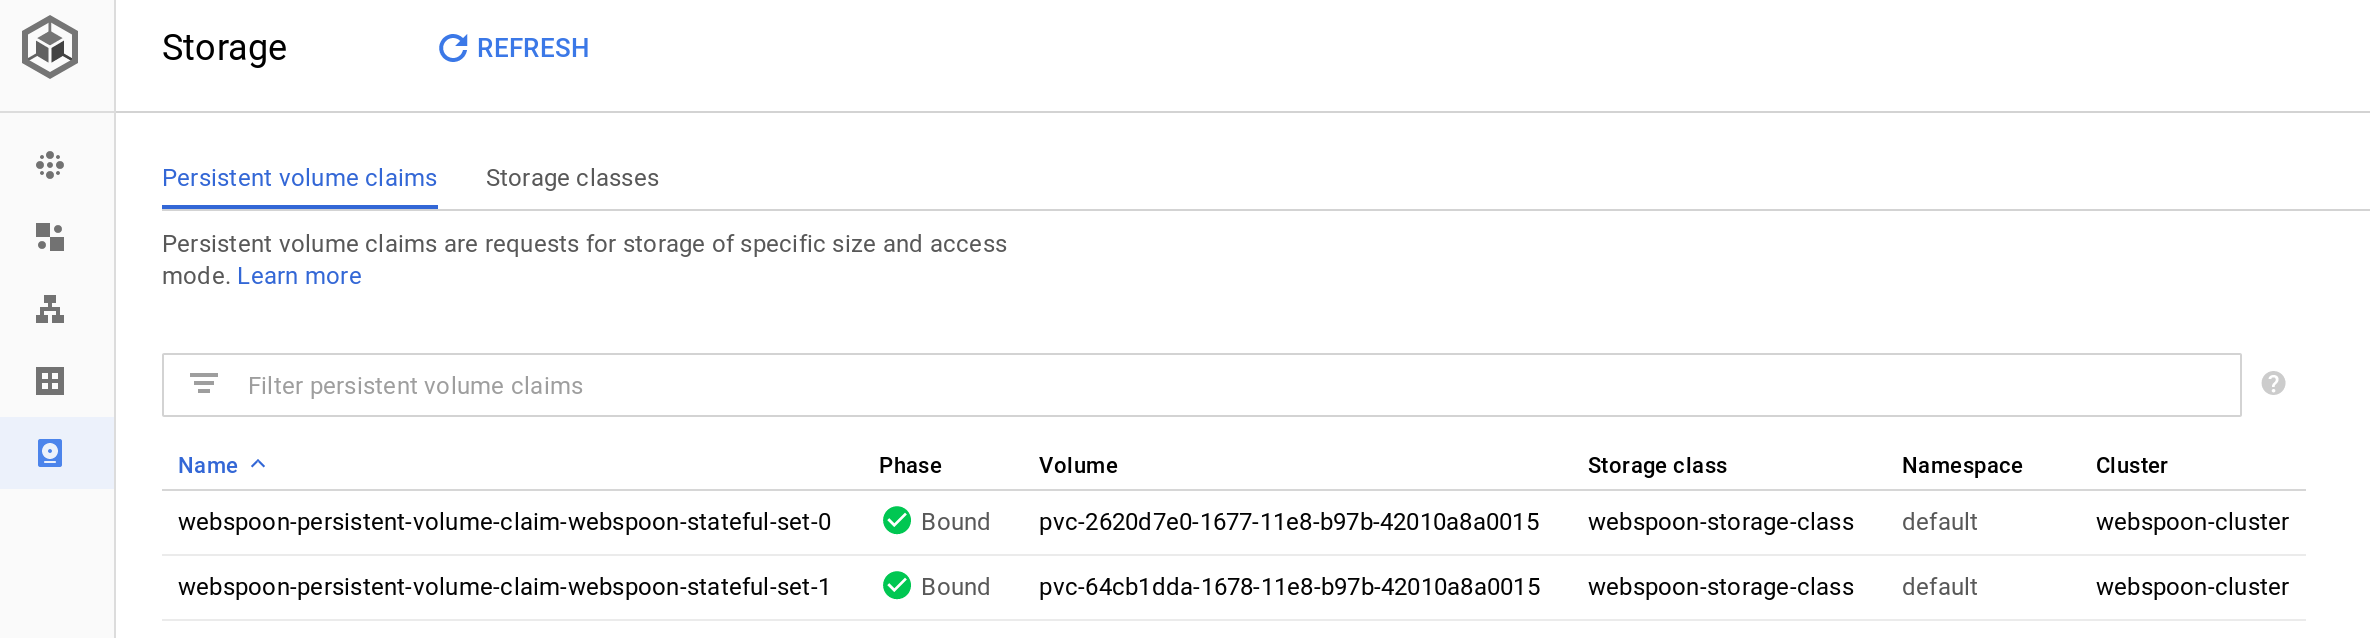 Storage REFRESH
Persistent volume claims Storage classes
Persistent volume claims are requests for storage of specific size and access
mode. Learn more
Filter persistent volume claims
Name Phase Volume Storage class Namespace Cluster
webspoon-persistent-volume-claim-webspoon-stateful-set-0 Bound pvc-2620d7e0-1677-11e8-b97b-42010a8a0015 webspoon-storage-class default webspoon-cluster
webspoon-persistent-volume-claim-webspoon-stateful-set-1 Bound pvc-64cb1dda-1678-11e8-b97b-42010a8a0015 webspoon-storage-class default webspoon-cluster